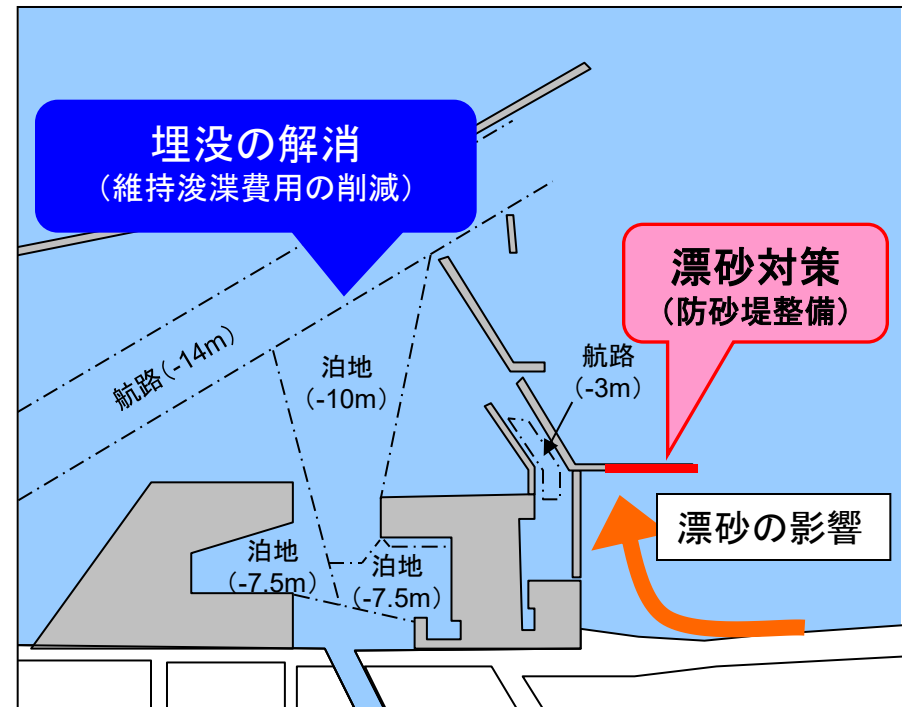 埋没の解消
（維持浚渫費用の削減）
漂砂対策
（防砂堤整備）
航路（-14m）
泊地
（-10m）
航路
（-3m）
漂砂の影響
泊地
（-7.5m）
泊地
（-7.5m）